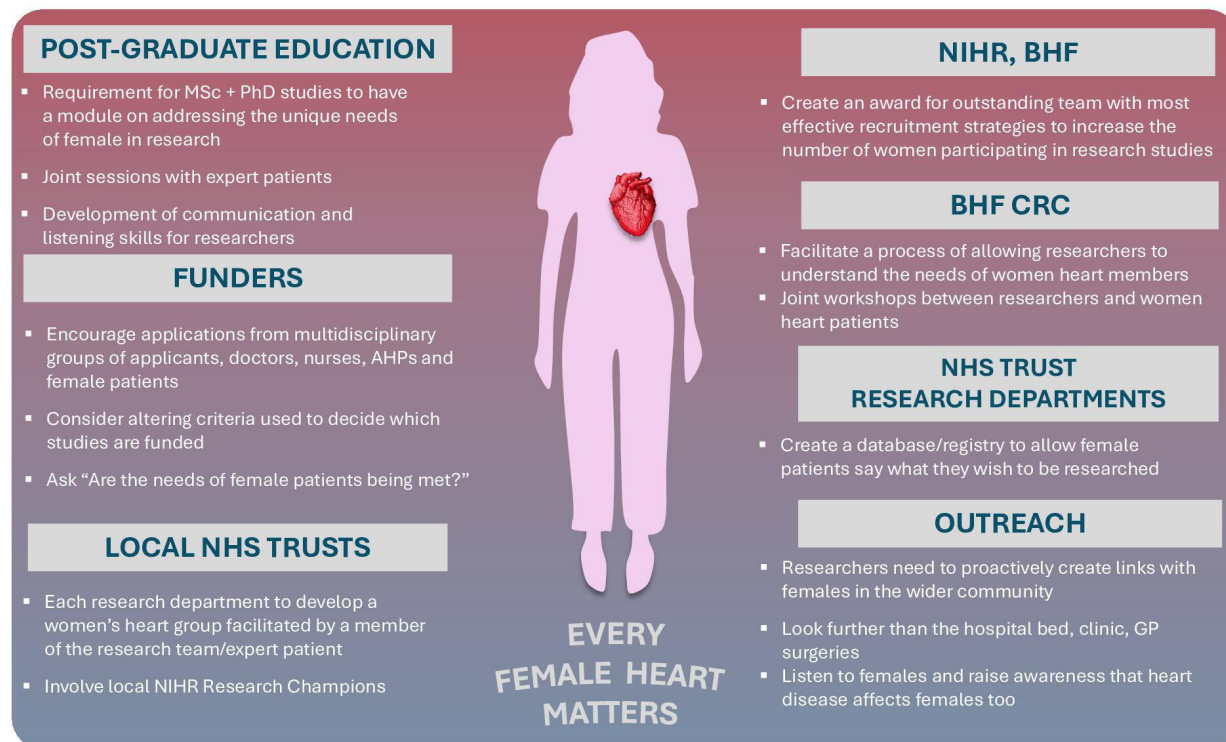 POST-GRADUATE EDUCATION
▪ Requirement for MSc + PhD studies to have
a module on addressing the unique needs
of female in research
▪ Joint sessions with expert patients
▪ Development of communication and
listening skills for researchers
FUNDERS
▪ Encourage applications from multidisciplinary
groups of applicants, doctors, nurses, AHPs and
female patients
▪ Consider altering criteria used to decide which
studies are funded
▪ Ask “Are the needs of female patients being met?”
LOCAL NHS TRUSTS
▪ Each research department to develop a
women’s heart group facilitated by a member
of the research team/expert patient
▪ Involve local NIHR Research Champions
EVERY
FEMALE HEART
MATTERS
NIHR, BHF
▪ Create an award for outstanding team with most
effective recruitment strategies to increase the
number of women participating in research studies
BHF CRC
▪ Facilitate a process of allowing researchers to
understand the needs of women heart members
▪ Joint workshops between researchers and women
heart patients
NHS TRUST
RESEARCH DEPARTMENTS
▪ Create a database/registry to allow female
patients say what they wish to be researched
OUTREACH
▪ Researchers need to proactively create links with
females in the wider community
▪ Look further than the hospital bed, clinic, GP
surgeries
▪ Listen to females and raise awareness that heart
disease affects females too